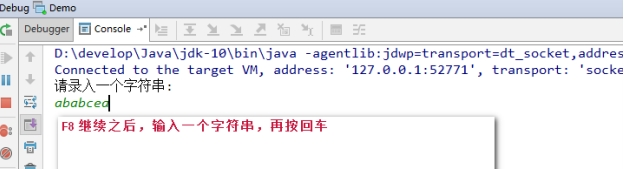 Debug Demo
Debugger Console
D:\develop\Java\jdk-10\bin\java -agentlib:jdwp=transport=dt_socket,addres
Connected to the target VM, address: '127.0.0.1:52771', transport: 'socke
请录入一个字符串：
ababcea
F8 继续之后，输入一个字符串，再按回车